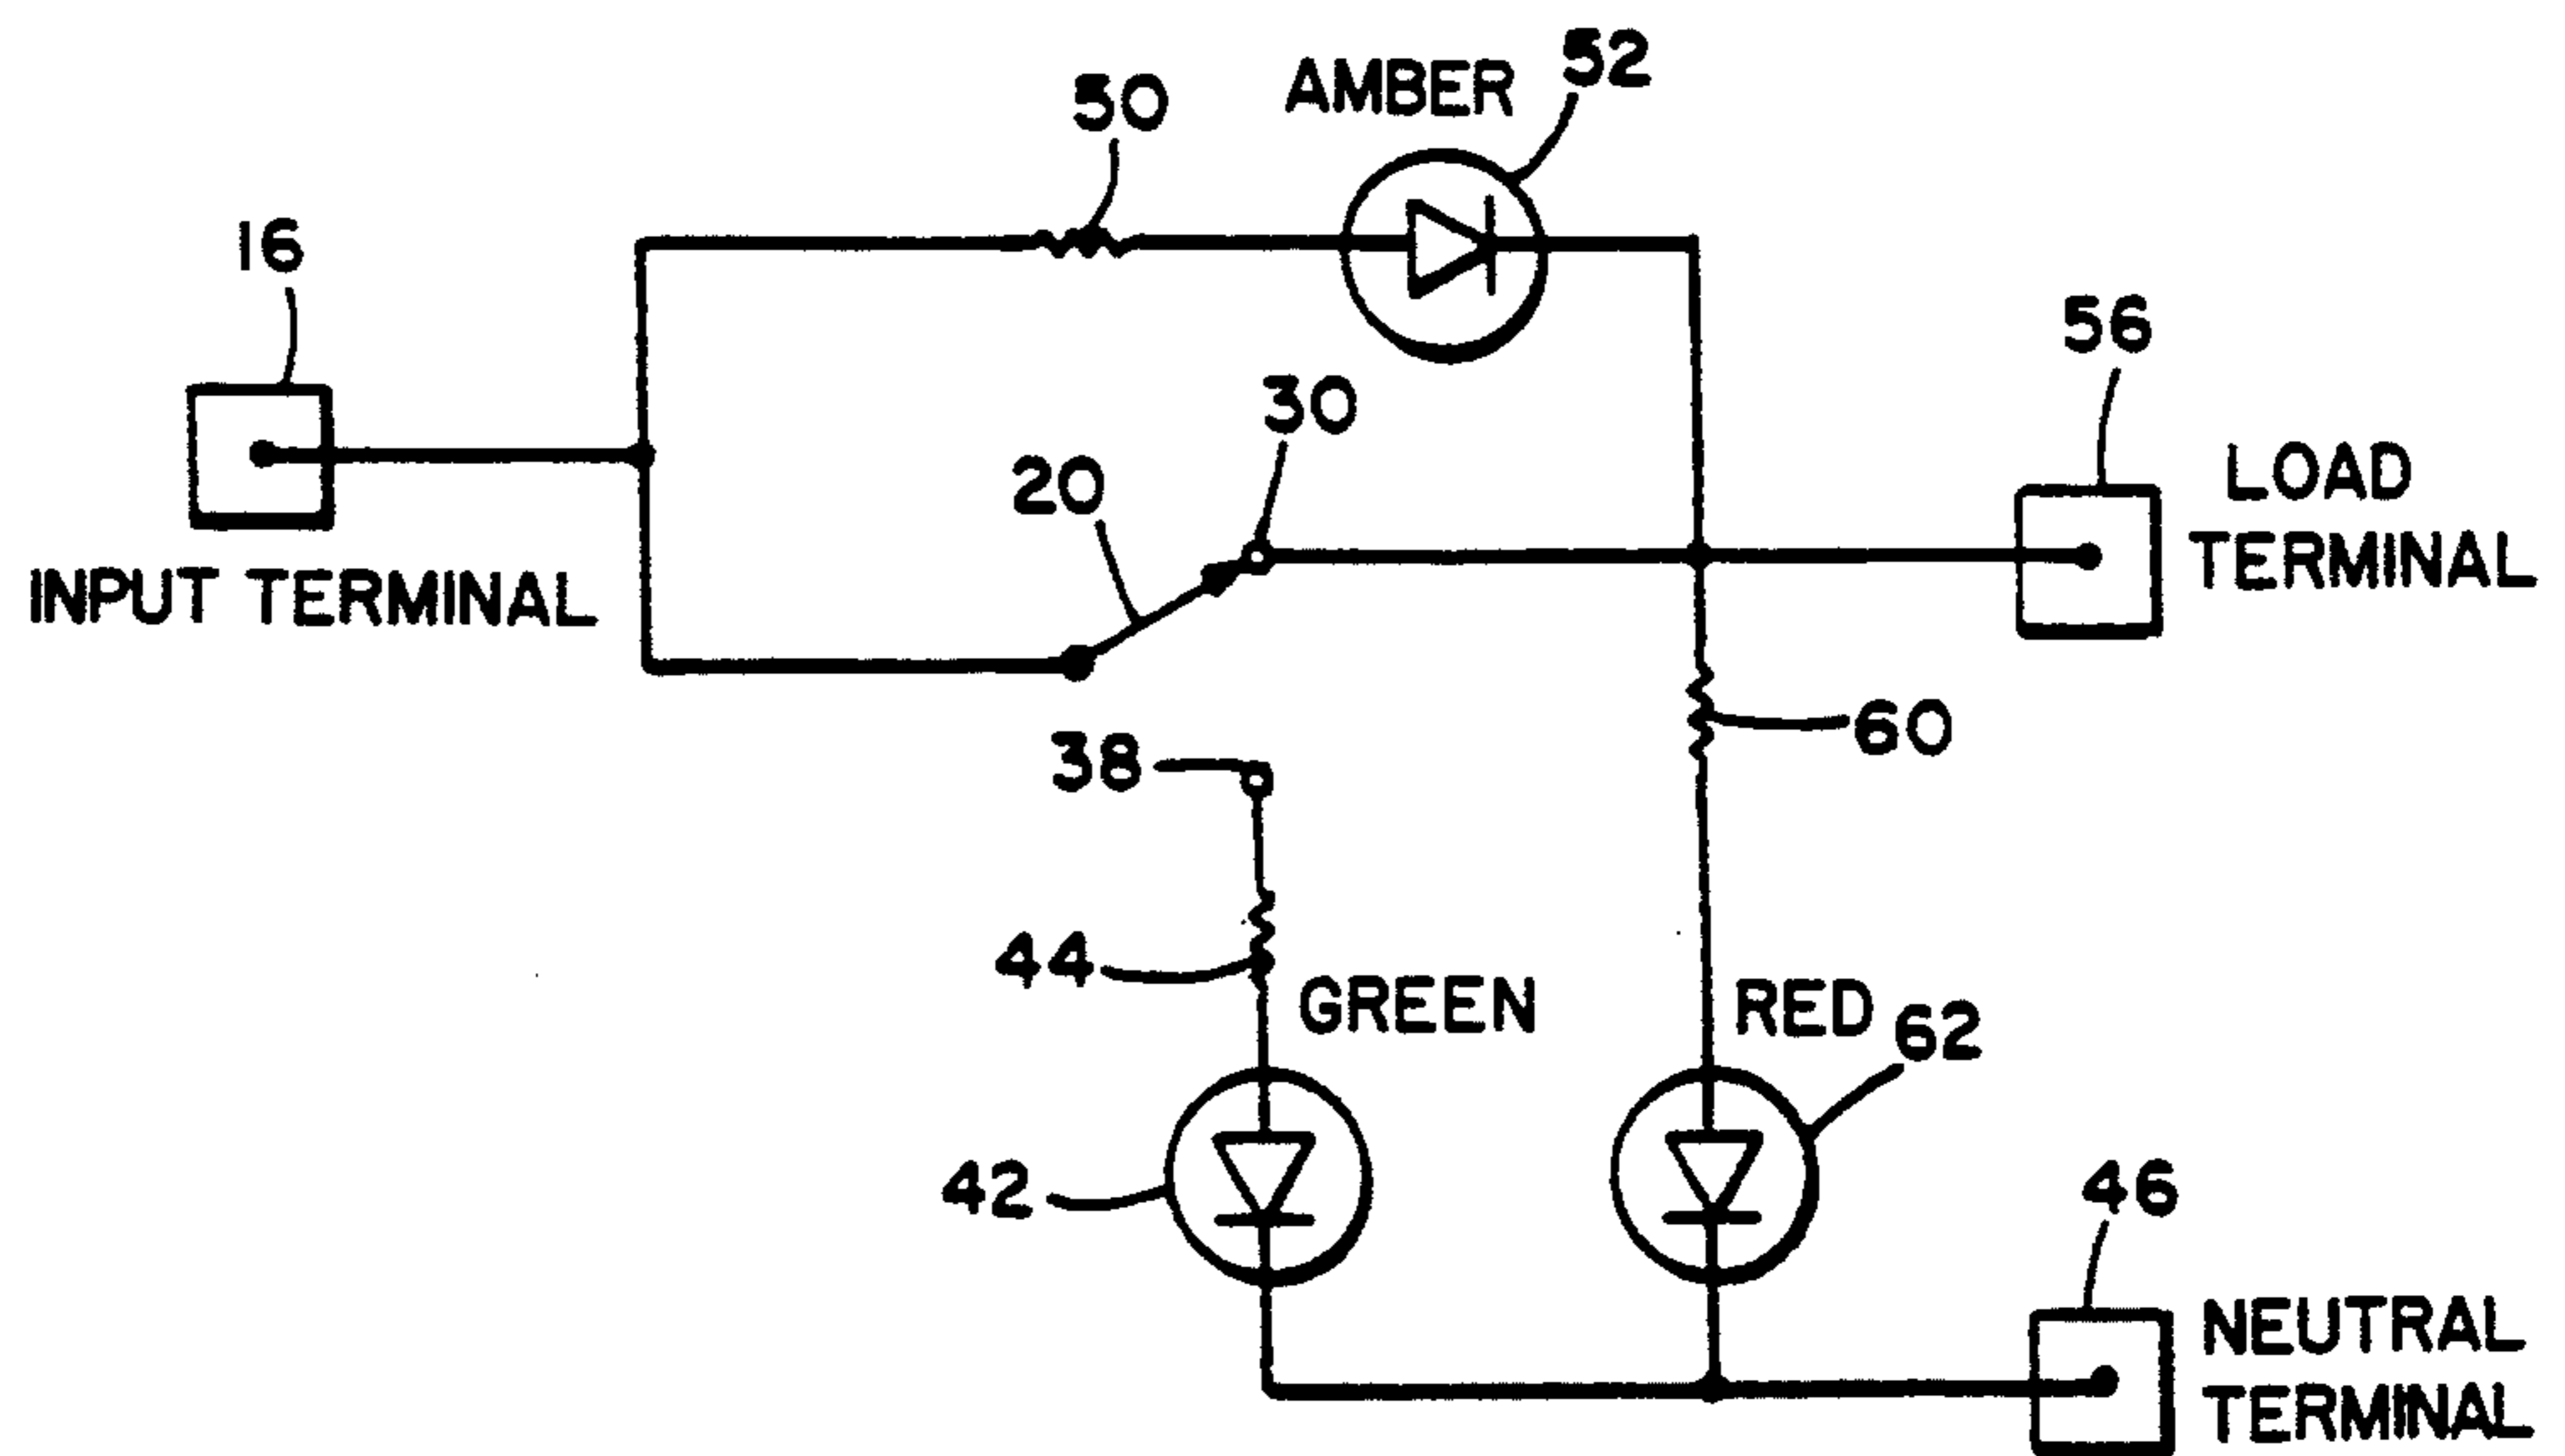 52
AMBER
50
16
56
30
LOAD
TERMINAL
20
INPUT TERMINAL
60
38
44
GREEN
RED
62
42
46
NEUTRAL
TERMINAL